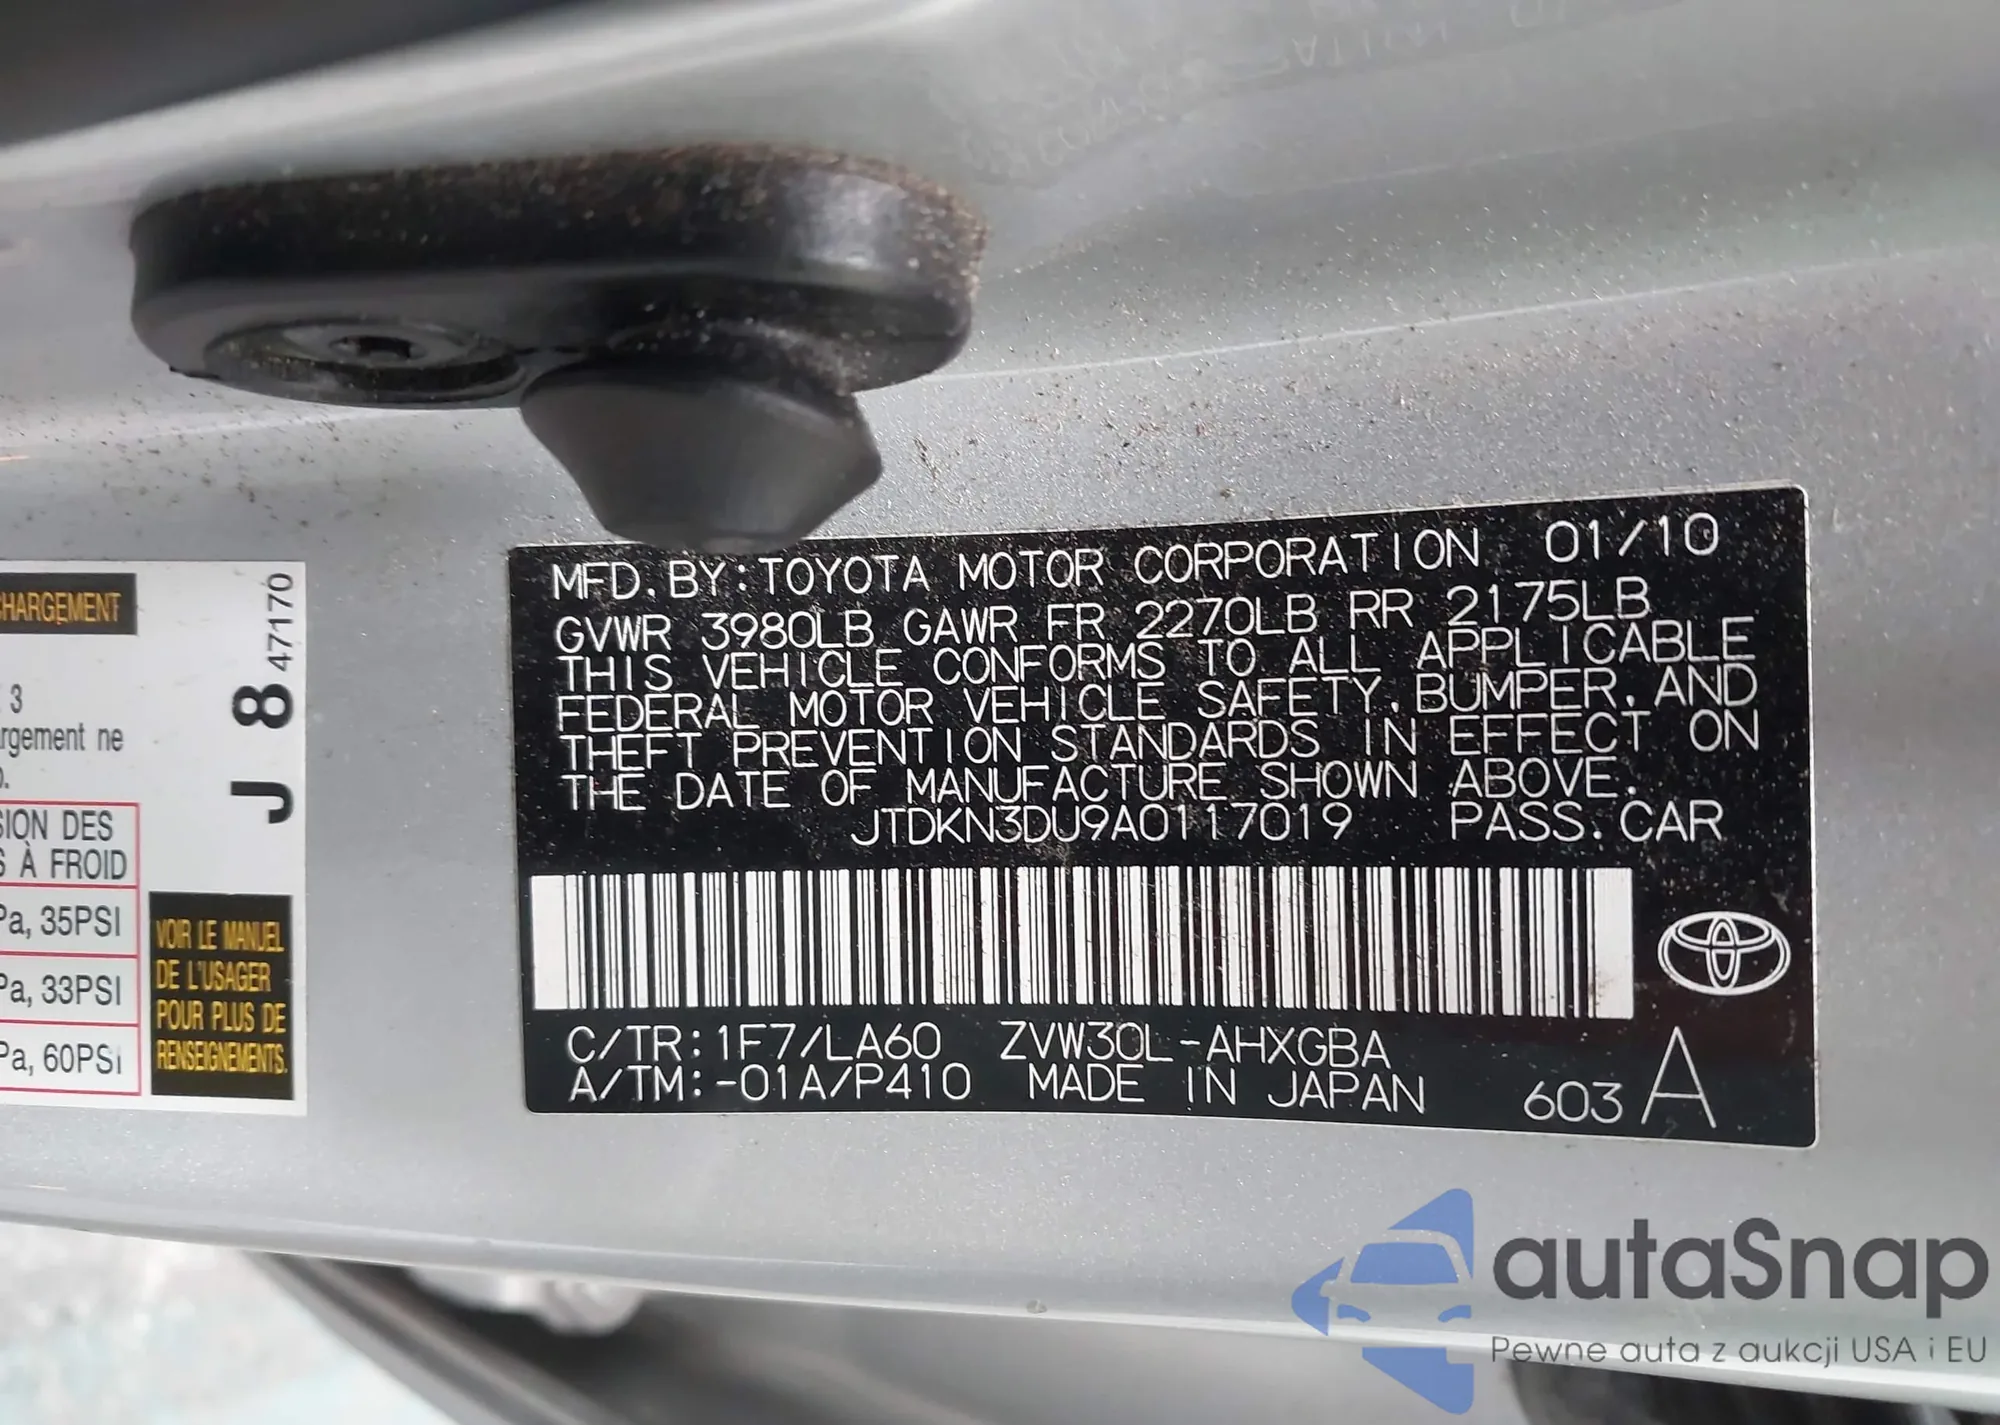 CHARGEMENT
3
rgement ne
SION DES
À FROID
Pa, 35PSI
Pa, 33PSI
Pa, 60PSI
J 8 47170
VOIR LE MANUEL
DE L'USAGER
POUR PLUS DE
RENSEIGNEMENTS.
MFD. BY: TOYOTA MOTOR CORPORATION 01/10
GVWR 3980LB GAWR FR 2270LB RR 2175LB
THIS VEHICLE CONFORMS TO ALL APPLICABLE
FEDERAL MOTOR VEHICLE SAFETY, BUMPER, AND
THEFT PREVENTION STANDARDS IN EFFECT ON
THE DATE OF MANUFACTURE SHOWN ABOVE.
JTDKN3DU9A0117019 PASS. CAR
C/TR: 1F7/LA60 ZVW30L-AHXGBA
A/TM: -01A/P410 MADE IN JAPAN 603 A
autaSnap
Pewne auta z aukcji USA i EU